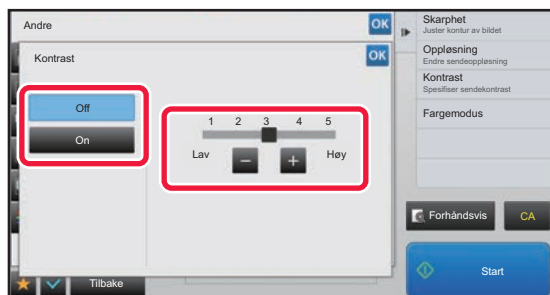 Andre
OK
Kontrast
OK
Off
On
1 2 3 4 5
Lav
Høy
Tilbake
Skarphet
Juster kontur av bildet
Oppløsning
Endre sendeoppløsning
Kontrast
Spesifiser sendekontrast
Fargemodus
Forhåndsvis
CA
Start